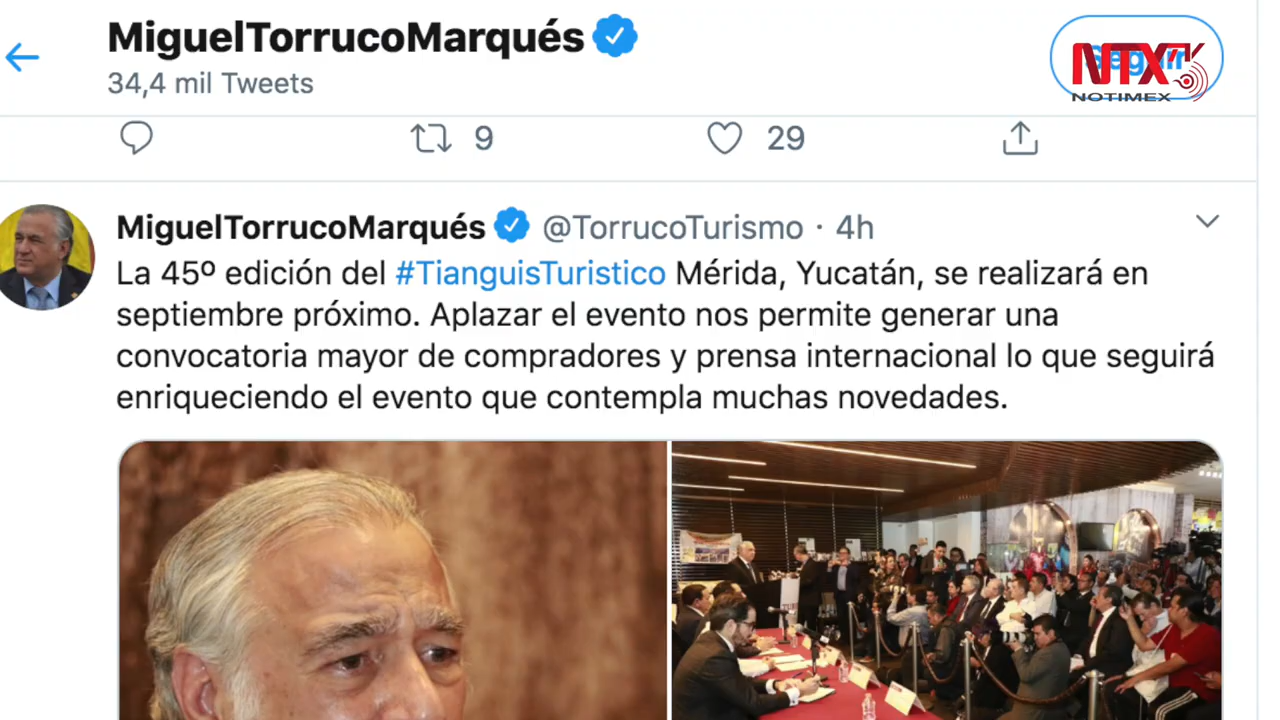 MiguelTorrucoMarqués
34,4 mil Tweets
Seguir
NTX
NOTIMEX
9
29
MiguelTorrucoMarqués @TorrucoTurismo · 4h
La 45º edición del #TianguisTuristico Mérida, Yucatán, se realizará en
septiembre próximo. Aplazar el evento nos permite generar una
convocatoria mayor de compradores y prensa internacional lo que seguirá
enriqueciendo el evento que contempla muchas novedades.